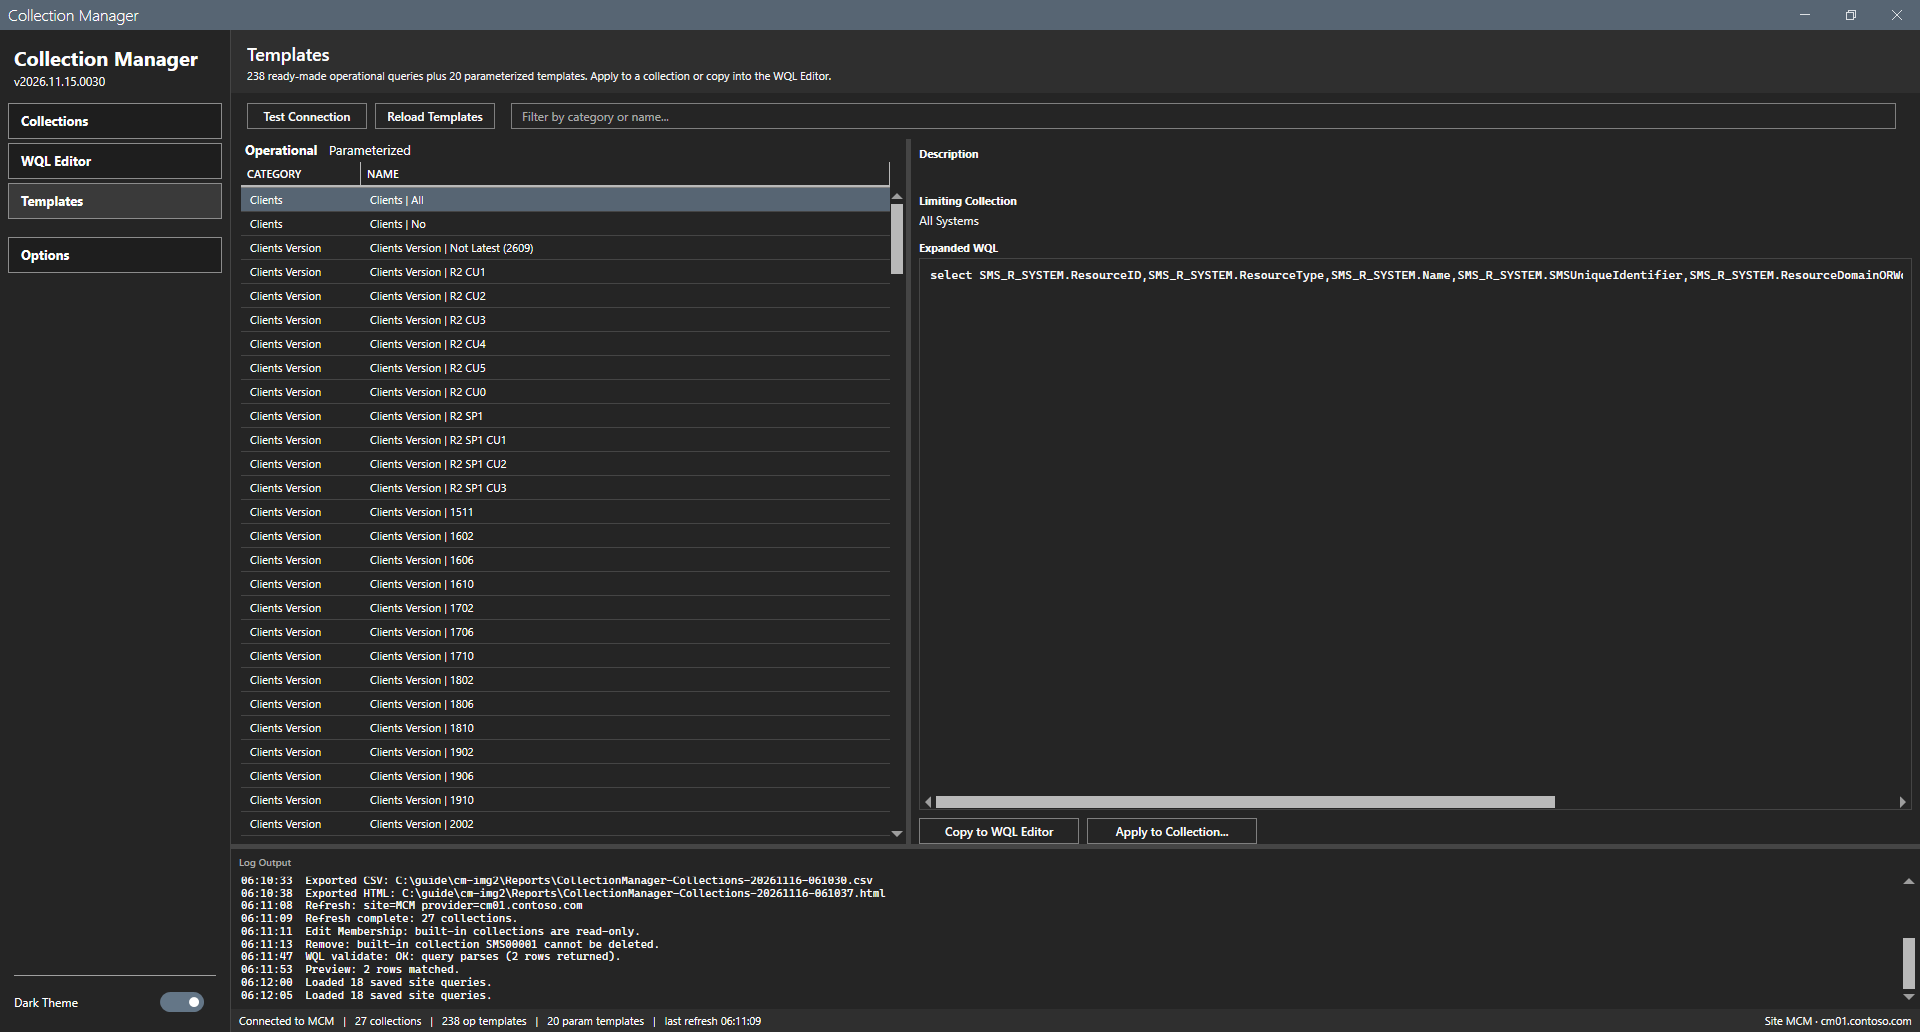 Collection Manager
Collection Manager
v2026.11.15.0030
Collections
WQL Editor
Templates
Options
Dark Theme
Templates
238 ready-made operational queries plus 20 parameterized templates. Apply to a collection or copy into the WQL Editor.
Test Connection
Reload Templates
Filter by category or name...
Operational Parameterized
CATEGORY NAME
Clients Clients | All
Clients Clients | No
Clients Version Clients Version | Not Latest (2609)
Clients Version Clients Version | R2 CU1
Clients Version Clients Version | R2 CU2
Clients Version Clients Version | R2 CU3
Clients Version Clients Version | R2 CU4
Clients Version Clients Version | R2 CU5
Clients Version Clients Version | R2 CU0
Clients Version Clients Version | R2 SP1
Clients Version Clients Version | R2 SP1 CU1
Clients Version Clients Version | R2 SP1 CU2
Clients Version Clients Version | R2 SP1 CU3
Clients Version Clients Version | 1511
Clients Version Clients Version | 1602
Clients Version Clients Version | 1606
Clients Version Clients Version | 1610
Clients Version Clients Version | 1702
Clients Version Clients Version | 1706
Clients Version Clients Version | 1710
Clients Version Clients Version | 1802
Clients Version Clients Version | 1806
Clients Version Clients Version | 1810
Clients Version Clients Version | 1902
Clients Version Clients Version | 1906
Clients Version Clients Version | 1910
Clients Version Clients Version | 2002
Description
Limiting Collection
All Systems
Expanded WQL
select SMS_R_SYSTEM.ResourceID,SMS_R_SYSTEM.ResourceType,SMS_R_SYSTEM.Name,SMS_R_SYSTEM.SMSUniqueIdentifier,SMS_R_SYSTEM.ResourceDomainORW
Copy to WQL Editor
Apply to Collection...
Log Output
06:10:33 Exported CSV: C:\guide\cm-img2\Reports\CollectionManager-Collections-20261116-061030.csv
06:10:38 Exported HTML: C:\guide\cm-img2\Reports\CollectionManager-Collections-20261116-061037.html
06:11:08 Refresh: site=MCM provider=cm01.contoso.com
06:11:09 Refresh complete: 27 collections.
06:11:11 Edit Membership: built-in collections are read-only.
06:11:13 Remove: built-in collection SMS00001 cannot be deleted.
06:11:47 WQL validate: OK: query parses (2 rows returned).
06:11:53 Preview: 2 rows matched.
06:12:00 Loaded 18 saved site queries.
06:12:05 Loaded 18 saved site queries.
Connected to MCM | 27 collections | 238 op templates | 20 param templates | last refresh 06:11:09
Site MCM · cm01.contoso.com